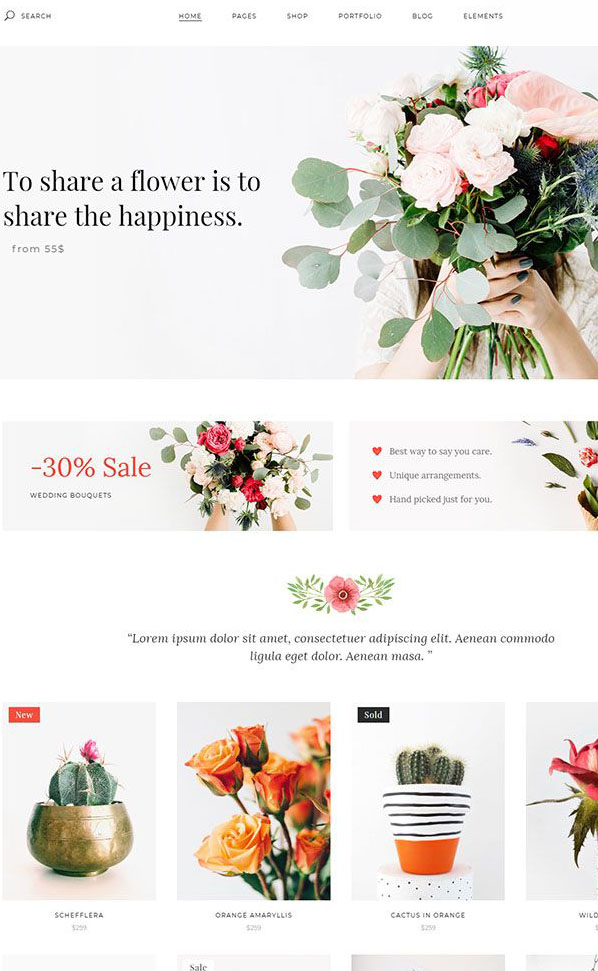 SEARCH
HOME PAGES SHOP PORTFOLIO BLOG ELEMENTS
To share a flower is to
share the happiness.
from 55$
-30% Sale
WEDDING BOUQUETS
Best way to say you care.
Unique arrangements.
Hand picked just for you.
“Lorem ipsum dolor sit amet, consectetuer adipiscing elit. Aenean commodo
ligula eget dolor. Aenean masa. ”
New
Sold
SCHEFFLERA
$259
ORANGE AMARYLLIS
$259
CACTUS IN ORANGE
$259
WILD
Sale